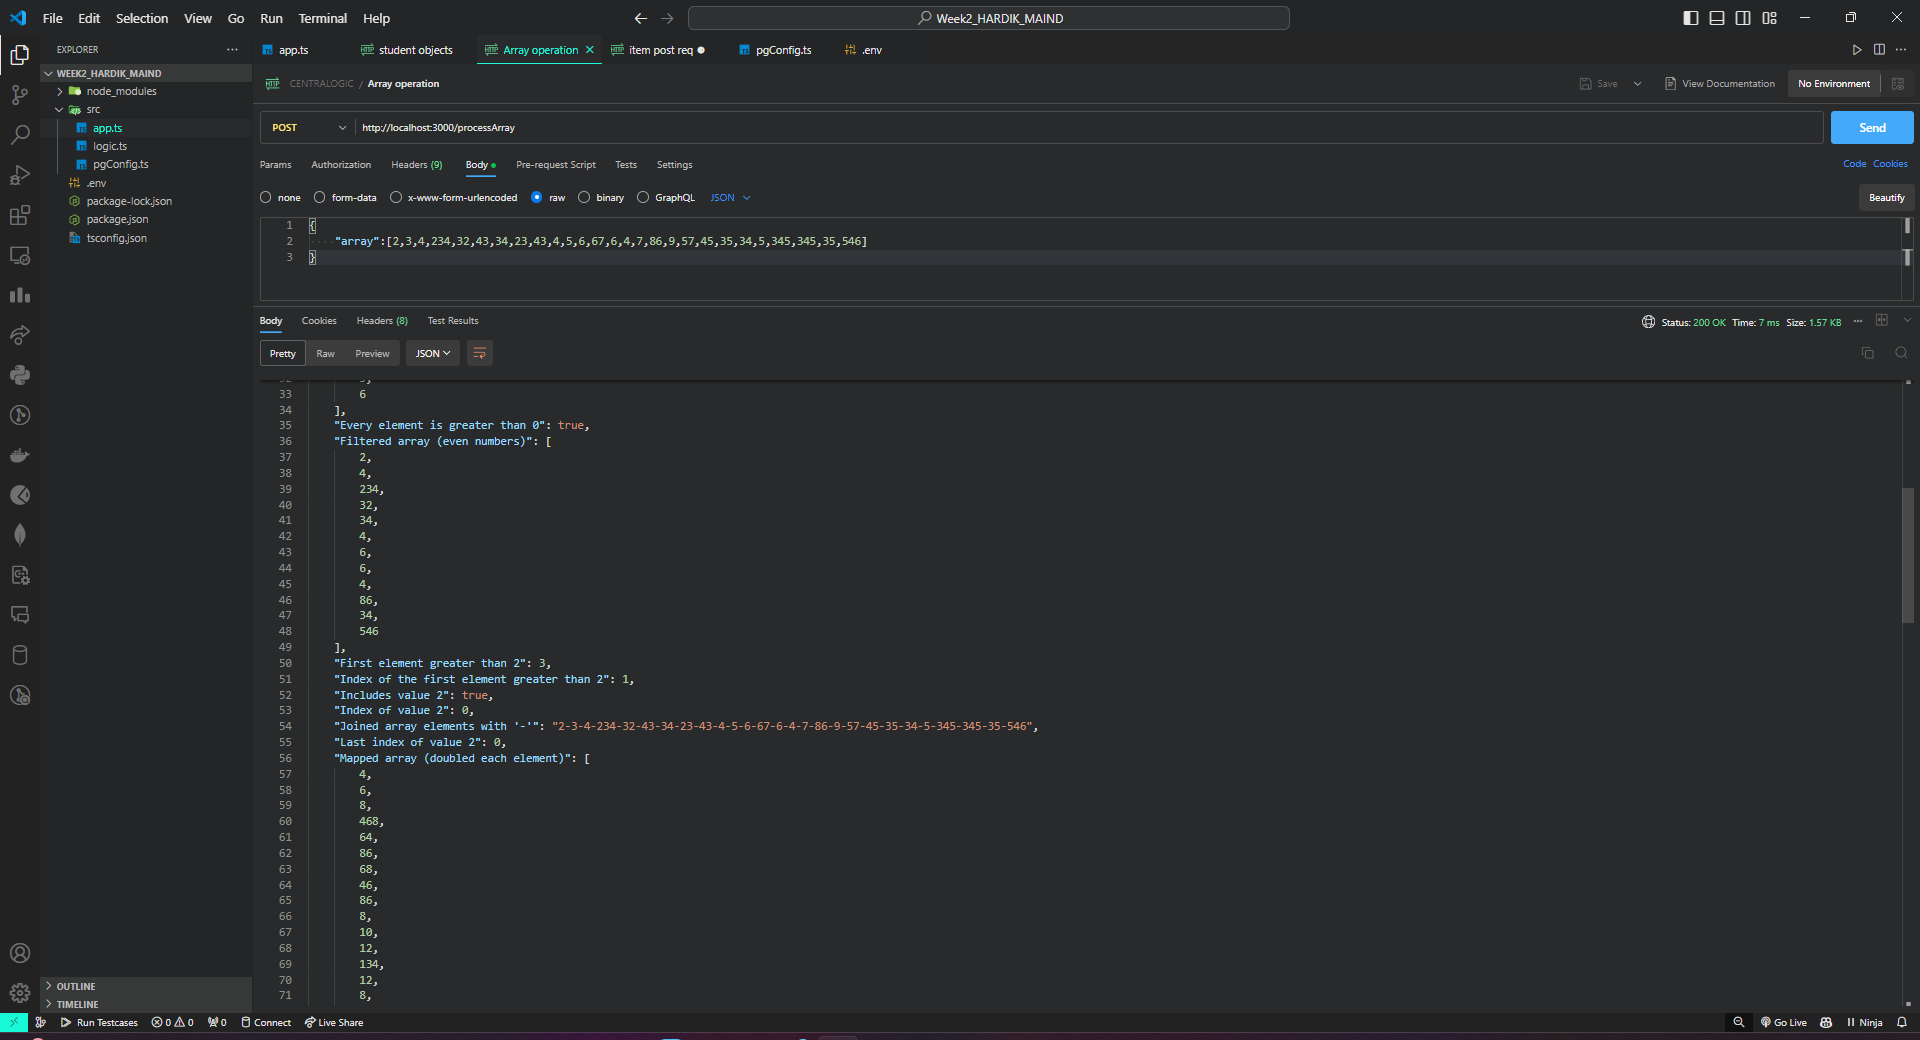 File Edit Selection View Go Run Terminal Help
Week2_HARDIK_MAIND
EXPLORER
WEEK2_HARDIK_MAIND
node_modules
src
app.ts
logic.ts
pgConfig.ts
.env
package-lock.json
package.json
tsconfig.json
OUTLINE
TIMELINE
app.ts student objects Array operation item post req pgConfig.ts .env
CENTRALOGIC / Array operation
Save View Documentation No Environment
POST http://localhost:3000/processArray Send
Params Authorization Headers (9) Body Pre-request Script Tests Settings Code Cookies
none form-data x-www-form-urlencoded raw binary GraphQL JSON Beautify
1 {
2 "array":[2,3,4,234,32,43,34,23,43,4,5,6,67,6,4,7,86,9,57,45,35,34,5,345,345,35,546]
3 }
Body Cookies Headers (8) Test Results Status: 200 OK Time: 7 ms Size: 1.57 KB
Pretty Raw Preview JSON
33 6
34 ],
35 "Every element is greater than 0": true,
36 "Filtered array (even numbers)": [
37 2,
38 4,
39 234,
40 32,
41 34,
42 4,
43 6,
44 6,
45 4,
46 86,
47 34,
48 546
49 ],
50 "First element greater than 2": 3,
51 "Index of the first element greater than 2": 1,
52 "Includes value 2": true,
53 "Index of value 2": 0,
54 "Joined array elements with '-'": "2-3-4-234-32-43-34-23-43-4-5-6-67-6-4-7-86-9-57-45-35-34-5-345-345-35-546",
55 "Last index of value 2": 0,
56 "Mapped array (doubled each element)": [
57 4,
58 6,
59 8,
60 468,
61 64,
62 86,
63 68,
64 46,
65 86,
66 8,
67 10,
68 12,
69 134,
70 12,
71 8,
Run Testcases 0 0 0 Connect Live Share Go Live Ninja